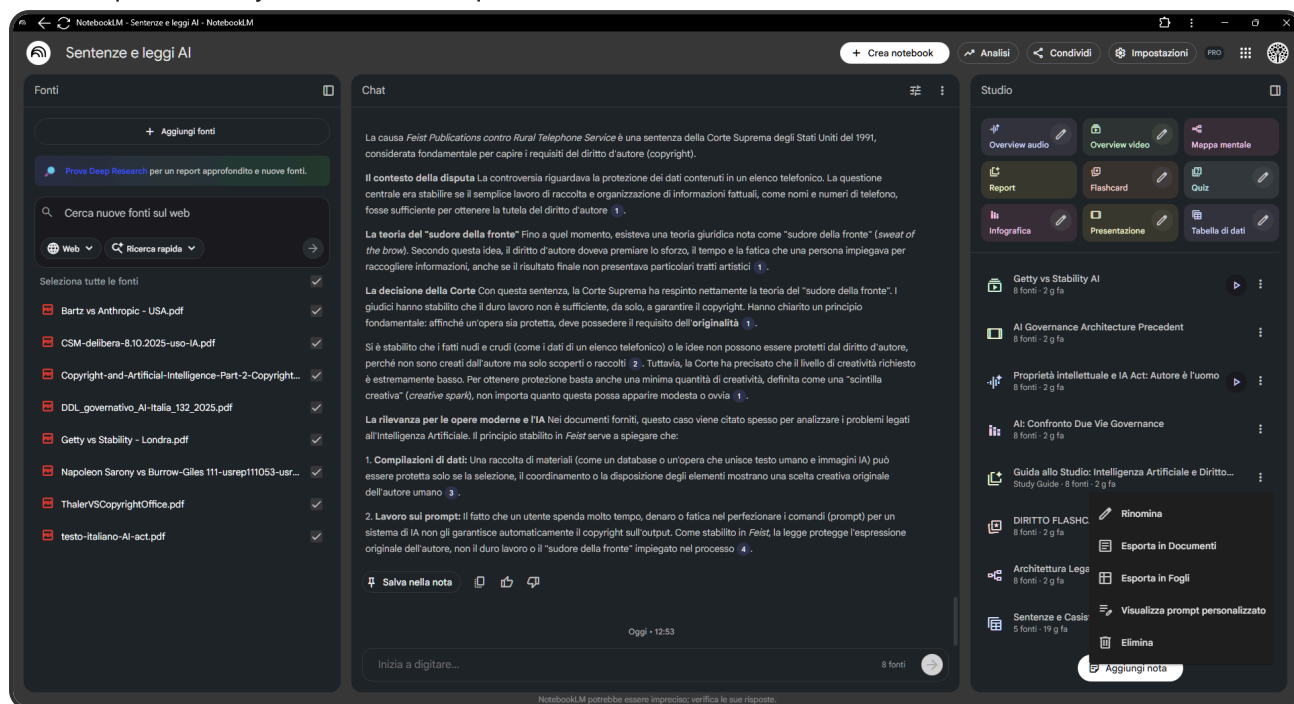 NotebookLM - Sentenze e leggi AI - NotebookLM
Sentenze e leggi AI
+ Crea notebook
Analisi
Condividi
Impostazioni
PRO
Fonti
+ Aggiungi fonti
Prova Deep Research per un report approfondito e nuove fonti.
Cerca nuove fonti sul web
Web
Ricerca rapida
Seleziona tutte le fonti
Bartz vs Anthropic - USA.pdf
CSM-delibera-8.10.2025-uso-IA.pdf
Copyright-and-Artificial-Intelligence-Part-2-Copyright...
DDL_governativo_AI-Italia_132_2025.pdf
Getty vs Stability - Londra.pdf
Napoleon Sarony vs Burrow-Giles 111-usrep111053-usr...
ThalerVSCopyrightOffice.pdf
testo-italiano-AI-act.pdf
Chat
La causa Feist Publications contro Rural Telephone Service è una sentenza della Corte Suprema degli Stati Uniti del 1991,
considerata fondamentale per capire i requisiti del diritto d'autore (copyright).
Il contesto della disputa La controversia riguardava la protezione dei dati contenuti in un elenco telefonico. La questione
centrale era stabilire se il semplice lavoro di raccolta e organizzazione di informazioni fattuali, come nomi e numeri di telefono,
fosse sufficiente per ottenere la tutela del diritto d'autore 1 .
La teoria del "sudore della fronte" Fino a quel momento, esisteva una teoria giuridica nota come "sudore della fronte" (sweat of
the brow). Secondo questa idea, il diritto d'autore doveva premiare lo sforzo, il tempo e la fatica che una persona impiegava per
raccogliere informazioni, anche se il risultato finale non presentava particolari tratti artistici 1 .
La decisione della Corte Con questa sentenza, la Corte Suprema ha respinto nettamente la teoria del "sudore della fronte". I
giudici hanno stabilito che il duro lavoro non è sufficiente, da solo, a garantire il copyright. Hanno chiarito un principio
fondamentale: affinché un'opera sia protetta, deve possedere il requisito dell'originalità 1 .
Si è stabilito che i fatti nudi e crudi (come i dati di un elenco telefonico) o le idee non possono essere protetti dal diritto d'autore,
perché non sono creati dall'autore ma solo scoperti o raccolti 2 . Tuttavia, la Corte ha precisato che il livello di creatività richiesto
è estremamente basso. Per ottenere protezione basta anche una minima quantità di creatività, definita come una "scintilla
creativa" (creative spark), non importa quanto questa possa apparire modesta o ovvia 1 .
La rilevanza per le opere moderne e l'IA Nei documenti forniti, questo caso viene citato spesso per analizzare i problemi legati
all'Intelligenza Artificiale. Il principio stabilito in Feist serve a spiegare che:
1. Compilazioni di dati: Una raccolta di materiali (come un database o un'opera che unisce testo umano e immagini IA) può
essere protetta solo se la selezione, il coordinamento o la disposizione degli elementi mostrano una scelta creativa originale
dell'autore umano 3 .
2. Lavoro sui prompt: Il fatto che un utente spenda molto tempo, denaro o fatica nel perfezionare i comandi (prompt) per un
sistema di IA non gli garantisce automaticamente il copyright sull'output. Come stabilito in Feist, la legge protegge l'espressione
originale dell'autore, non il duro lavoro o il "sudore della fronte" impiegato nel processo 4 .
Salva nella nota
Oggi • 12:53
Inizia a digitare...
8 fonti
NotebookLM potrebbe essere impreciso; verifica le sue risposte.
Studio
Overview audio
Overview video
Mappa mentale
Report
Flashcard
Quiz
Infografica
Presentazione
Tabella di dati
Getty vs Stability AI
8 fonti · 2 g fa
AI Governance Architecture Precedent
8 fonti · 2 g fa
Proprietà intellettuale e IA Act: Autore è l'uomo
8 fonti · 2 g fa
AI: Confronto Due Vie Governance
8 fonti · 2 g fa
Guida allo Studio: Intelligenza Artificiale e Diritto...
Study Guide · 8 fonti · 2 g fa
DIRITTO FLASHC
8 fonti · 2 g fa
Architettura Lega
8 fonti · 2 g fa
Sentenze e Casis
5 fonti · 19 g fa
Rinomina
Esporta in Documenti
Esporta in Fogli
Visualizza prompt personalizzato
Elimina
Aggiungi nota